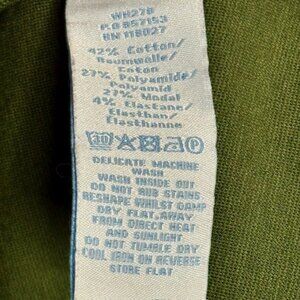 WH278
P.O 857153
RN 118027
42% Cotton/
Baumwolle/
Coton
27% Polyamide/
Polyamid
27% Modal
4% Elastane/
Elasthan/
Elasthanne
30
DELICATE MACHINE
WASH
WASH INSIDE OUT
DO NOT RUB STAINS
RESHAPE WHILST DAMP
DRY FLAT, AWAY
FROM DIRECT HEAT
AND SUNLIGHT
DO NOT TUMBLE DRY
COOL IRON ON REVERSE
STORE FLAT